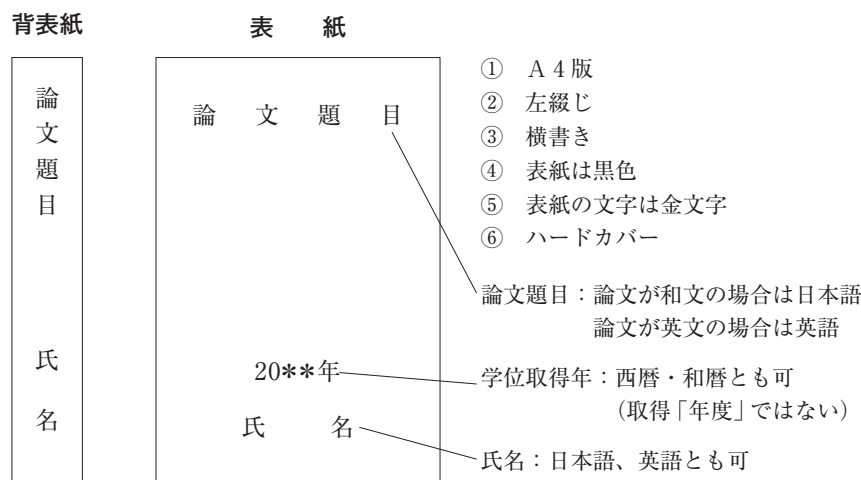 背表紙
論文題目
氏名
表紙
論文題目
20**年
氏名
① A4版
② 左綴じ
③ 横書き
④ 表紙は黒色
⑤ 表紙の文字は金文字
⑥ ハードカバー
論文題目：論文が和文の場合は日本語
論文が英文の場合は英語
学位取得年：西暦・和暦とも可
（取得「年度」ではない）
氏名：日本語、英語とも可